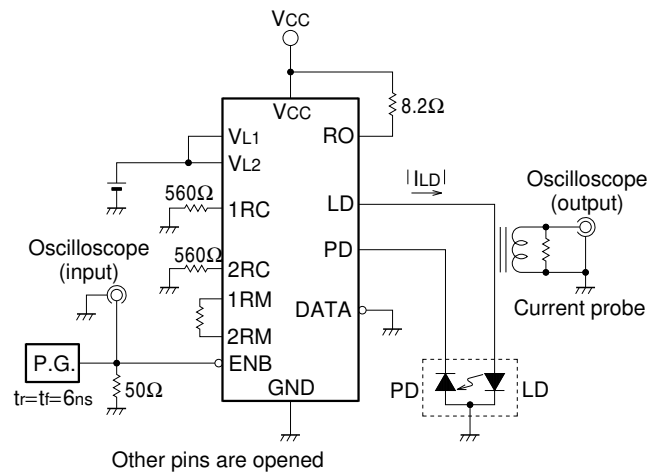 VCC
VCC
8.2Ω
VL1
RO
VL2
|ILD|
Oscilloscope
(output)
560Ω
1RC
LD
Oscilloscope
(input)
560Ω
2RC
PD
1RM
DATA
Current probe
2RM
P.G.
ENB
tr=tf=6ns
50Ω
GND
PD
LD
Other pins are opened